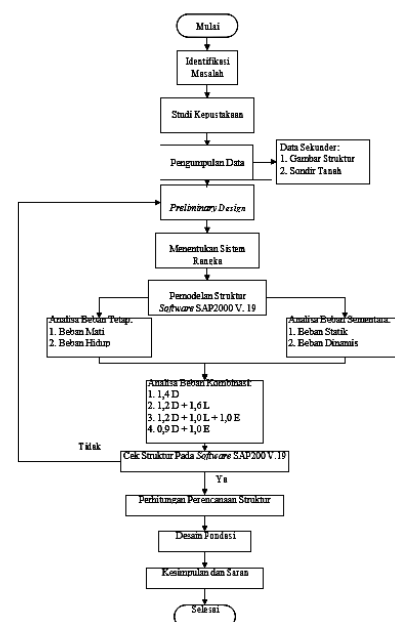 Mulai
Identifikasi
Masalah
Studi Kepustakaan
Pengumpulan Data
Data Sekunder:
1. Gambar Struktur
2. Sondir Tanah
Preliminary Design
Menentukan Sistem
Rangka
Pemodelan Struktur
Software SAP2000 V. 19
Analisa Beban Tetap:
1. Beban Mati
2. Beban Hidup
Analisa Beban Sementara:
1. Beban Statik
2. Beban Dinamis
Analisa Beban Kombinasi:
1. 1,4 D
2. 1,2 D + 1,6 L
3. 1,2 D + 1,0 L + 1,0 E
4. 0,9 D + 1,0 E
Tidak
Cek Struktur Pada Software SAP200 V.19
Ya
Perhitungan Perencanaan Struktur
Desain Pondasi
Kesimpulan dan Saran
Selesai